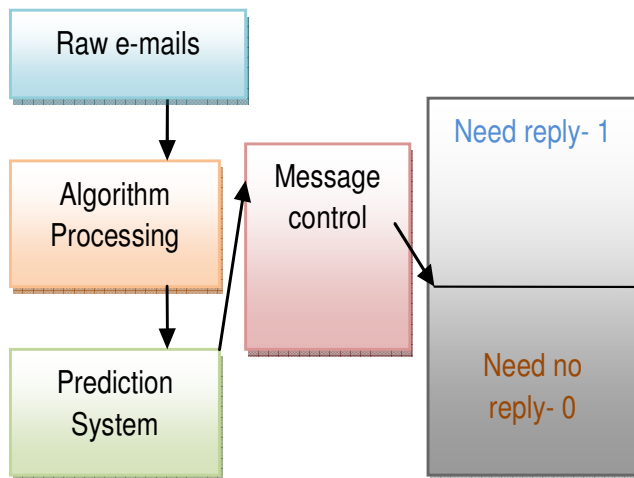 Raw e-mails
Algorithm
Processing
Prediction
System
Message
control
Need reply- 1
Need no
reply- 0